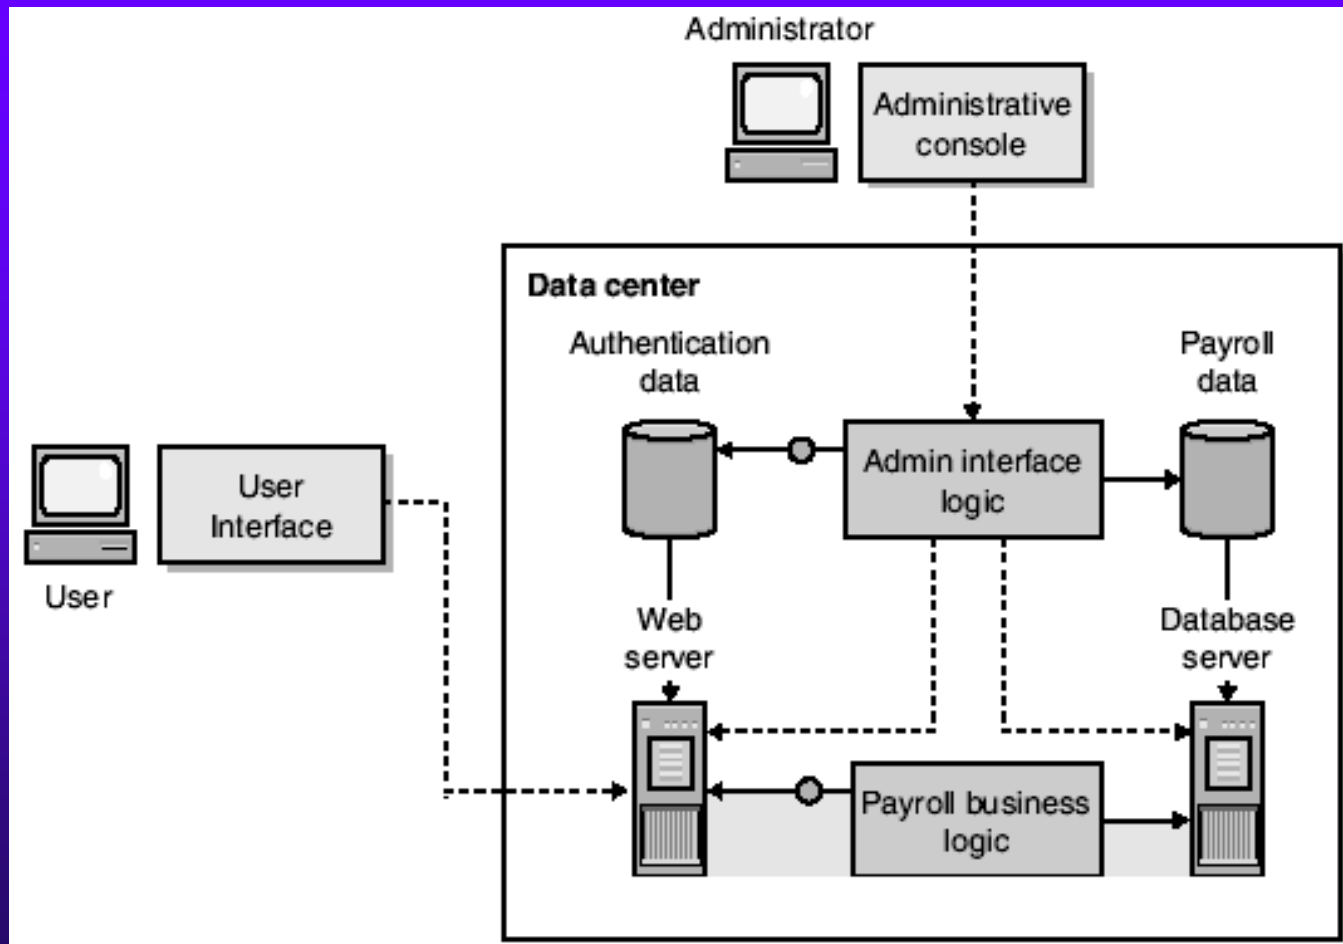 Administrator
Administrative
console
Data center
Authentication
data
Payroll
data
Admin interface
logic
User
Interface
User
Web
server
Database
server
Payroll business
logic